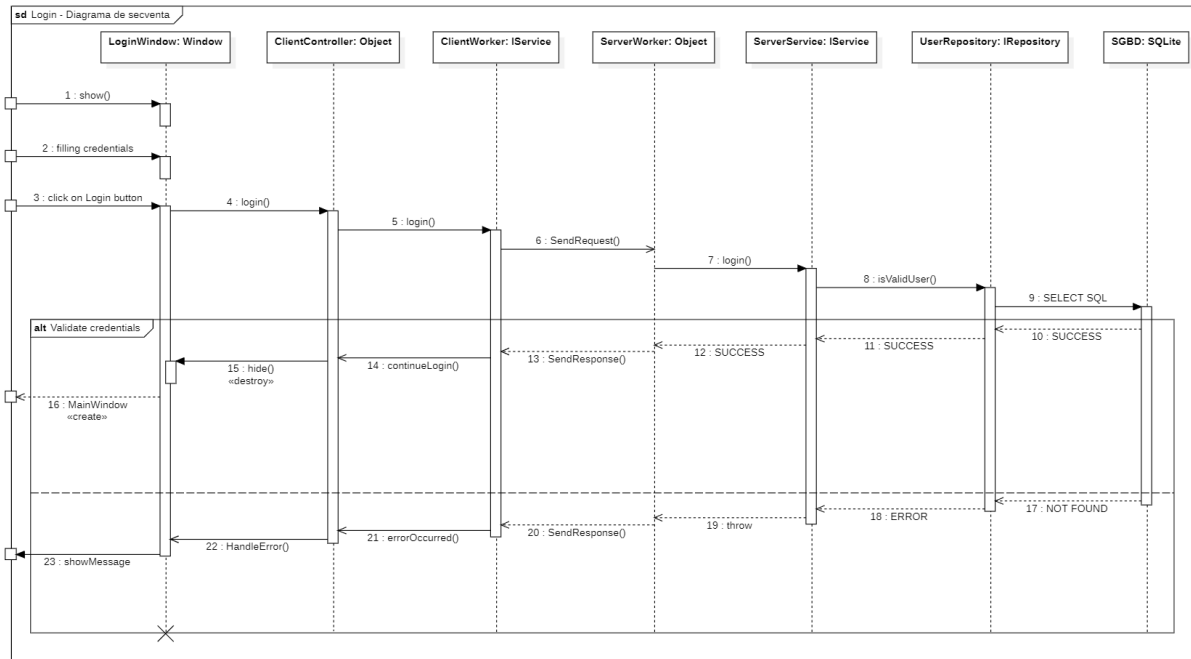 sd Login - Diagrama de secventa
LoginWindow: Window
ClientController: Object
ClientWorker: IService
ServerWorker: Object
ServerService: IService
UserRepository: IRepository
SGBD: SQLite
1 : show()
2 : filling credentials
3 : click on Login button
4 : login()
5 : login()
6 : SendRequest()
7 : login()
8 : isValidUser()
9 : SELECT SQL
alt Validate credentials
10 : SUCCESS
11 : SUCCESS
12 : SUCCESS
13 : SendResponse()
14 : continueLogin()
15 : hide()
«destroy»
16 : MainWindow
«create»
17 : NOT FOUND
18 : ERROR
19 : throw
20 : SendResponse()
21 : errorOccurred()
22 : HandleError()
23 : showMessage